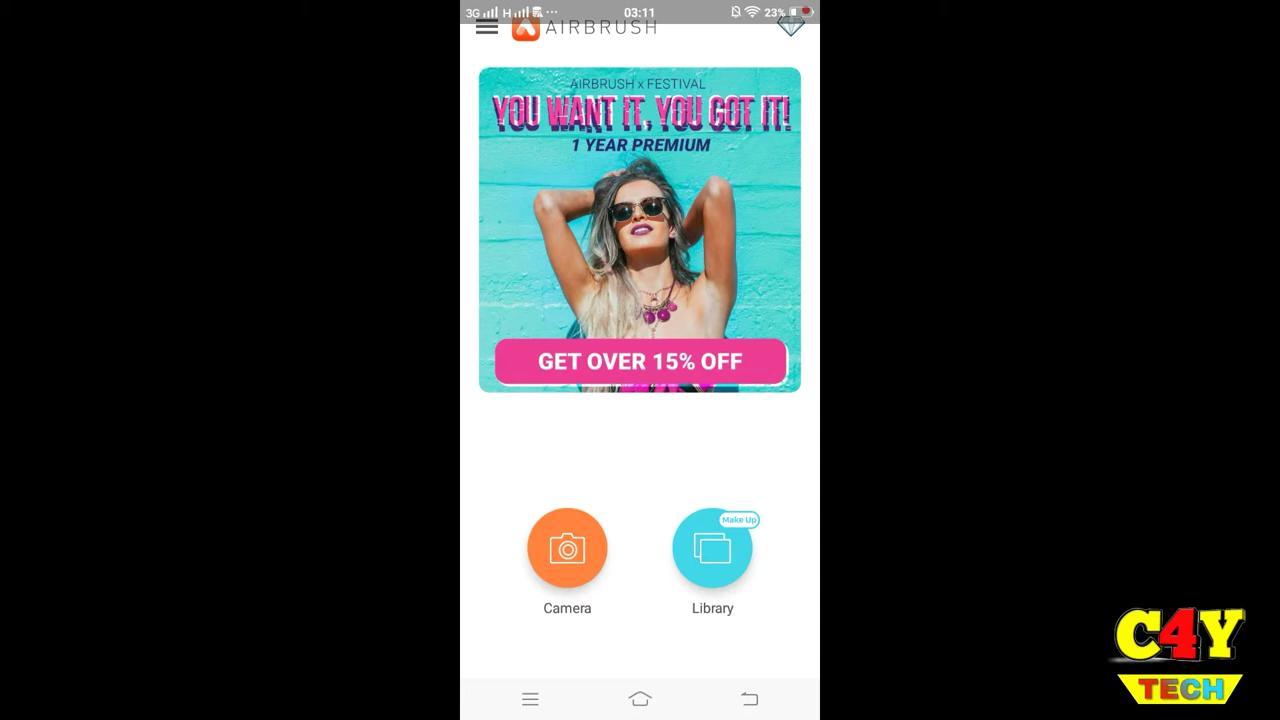 3G H ... 03:11 23%
AIRBRUSH
AIRBRUSH x FESTIVAL
YOU WANT IT, YOU GOT IT!
1 YEAR PREMIUM
GET OVER 15% OFF
Make Up
Camera Library
C4Y
TECH